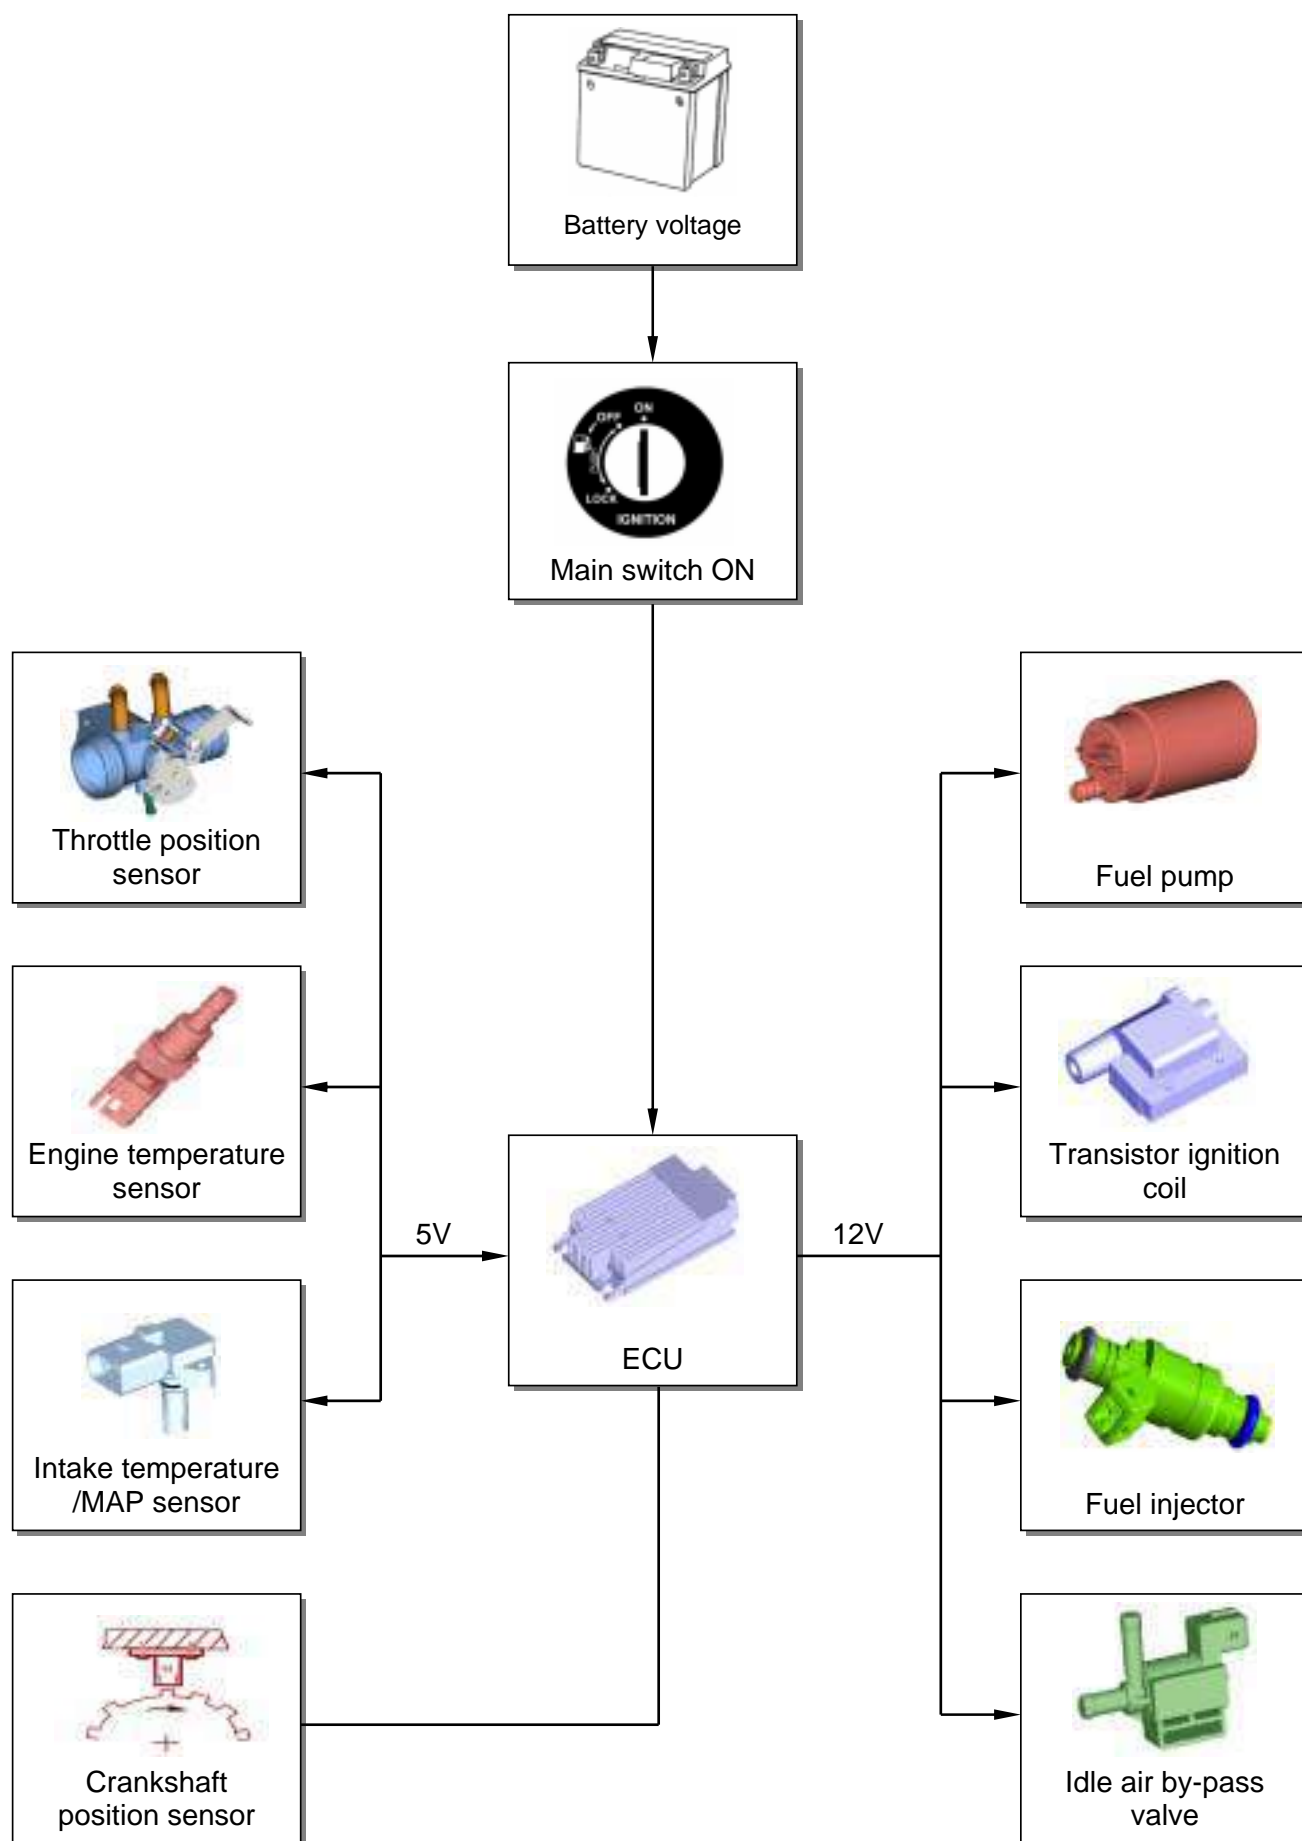 Battery voltage
ON
OFF
LOCK
IGNITION
Main switch ON
Throttle position
sensor
Fuel pump
Engine temperature
sensor
Transistor ignition
coil
5V
12V
ECU
Intake temperature
/MAP sensor
Fuel injector
Crankshaft
position sensor
Idle air by-pass
valve